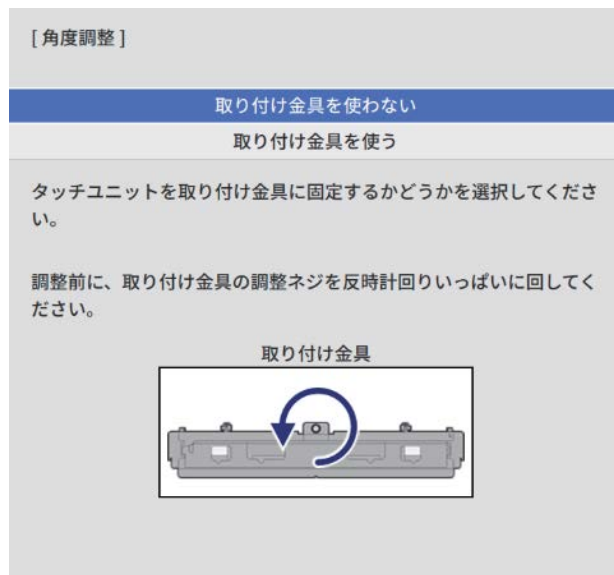 [ 角度調整 ]
取り付け金具を使わない
取り付け金具を使う
タッチユニットを取り付け金具に固定するかどうかを選択してくださ
い。
調整前に、取り付け金具の調整ネジを反時計回りいっぱいに回してく
ださい。
取り付け金具